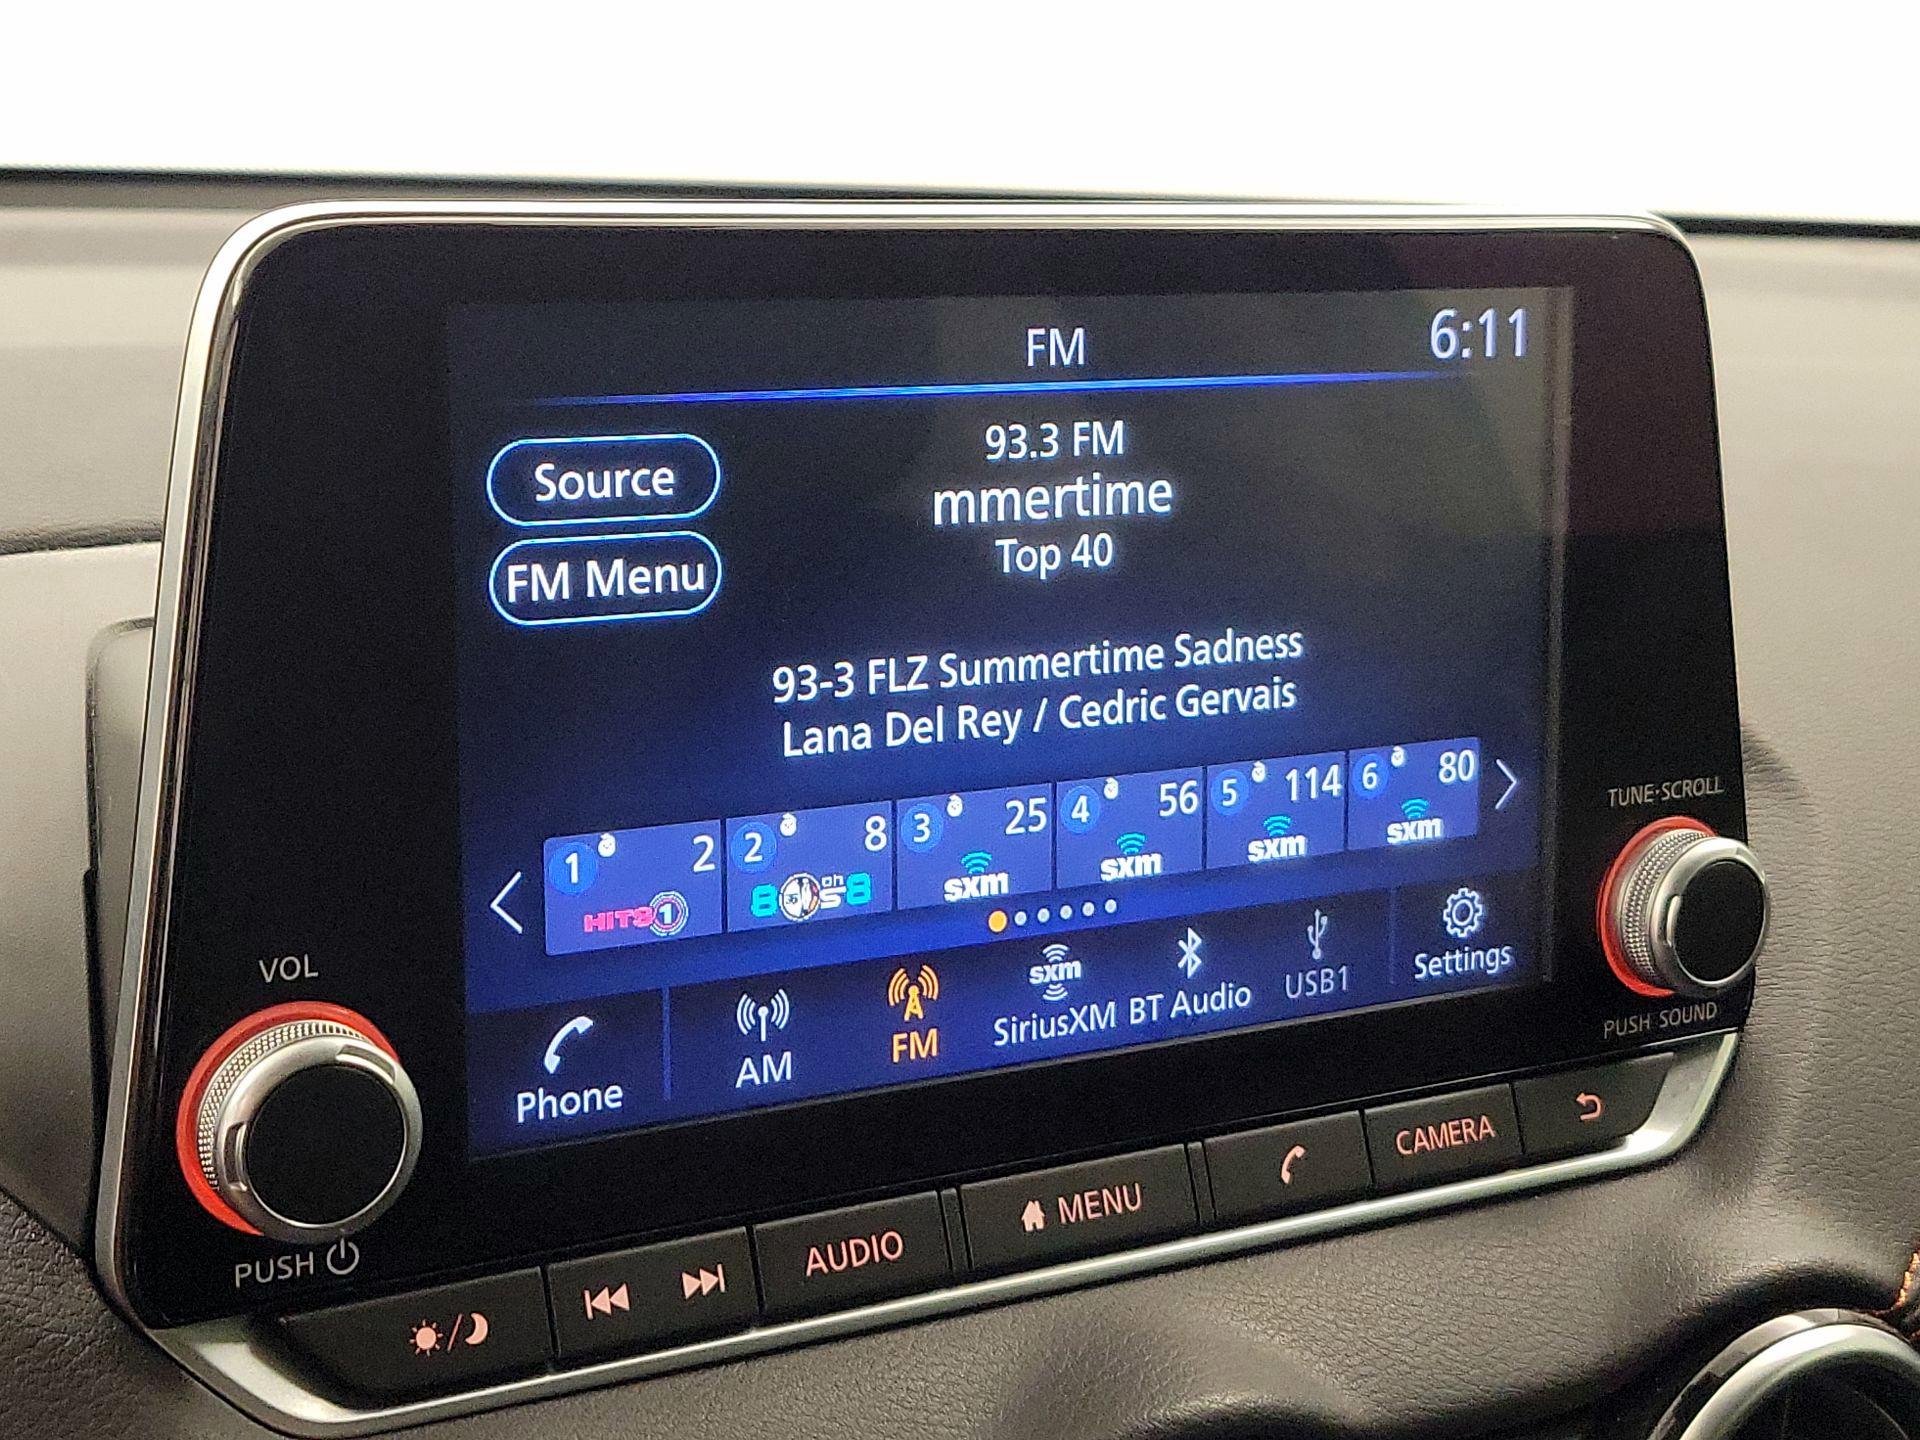 FM
6:11
Source
FM Menu
93.3 FM
mmertime
Top 40
93-3 FLZ Summertime Sadness
Lana Del Rey / Cedric Gervais
1 2
HITS1
2 8
80s8
3 25
sxm
4 56
sxm
5 114
sxm
6 80
sxm
Phone
AM
FM
sxm
SiriusXM
BT Audio
USB1
Settings
VOL
PUSH
TUNE·SCROLL
PUSH SOUND
AUDIO
MENU
CAMERA